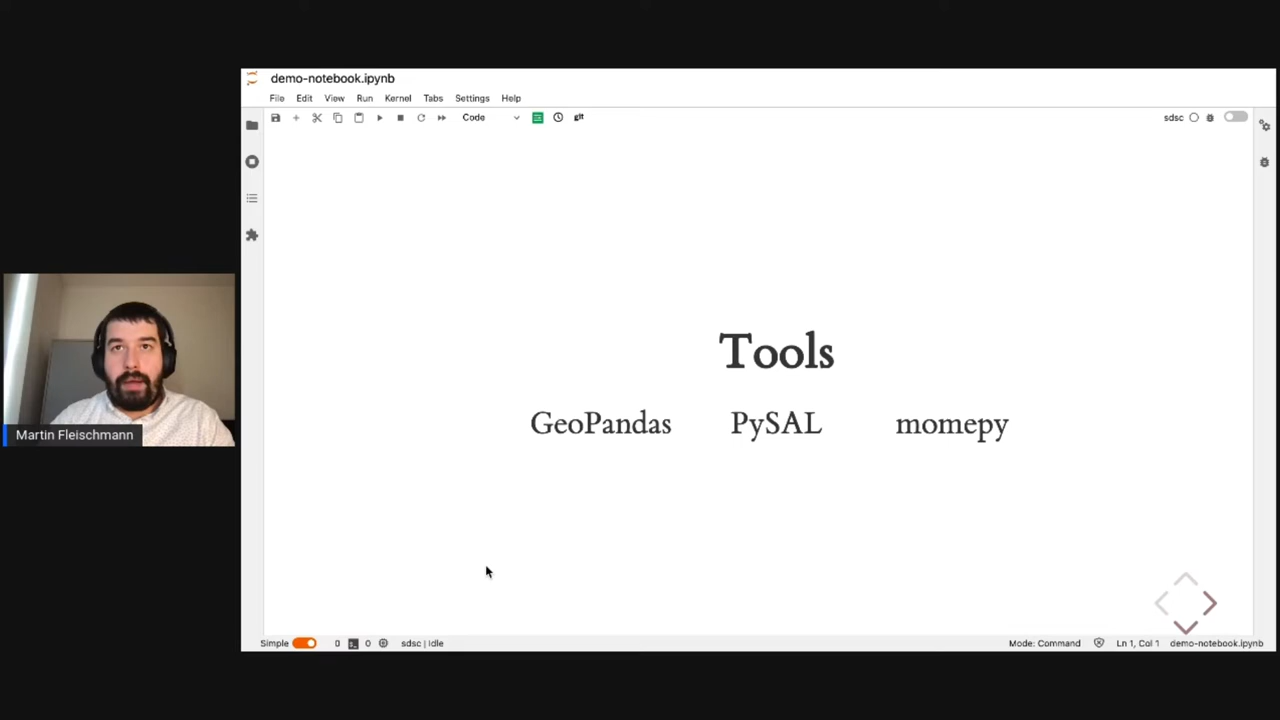 demo-notebook.ipynb
File Edit View Run Kernel Tabs Settings Help
Code git sdsc
Tools
GeoPandas PySAL momepy
Martin Fleischmann
Simple 0 0 sdsc | Idle Mode: Command Ln 1, Col 1 demo-notebook.ipynb